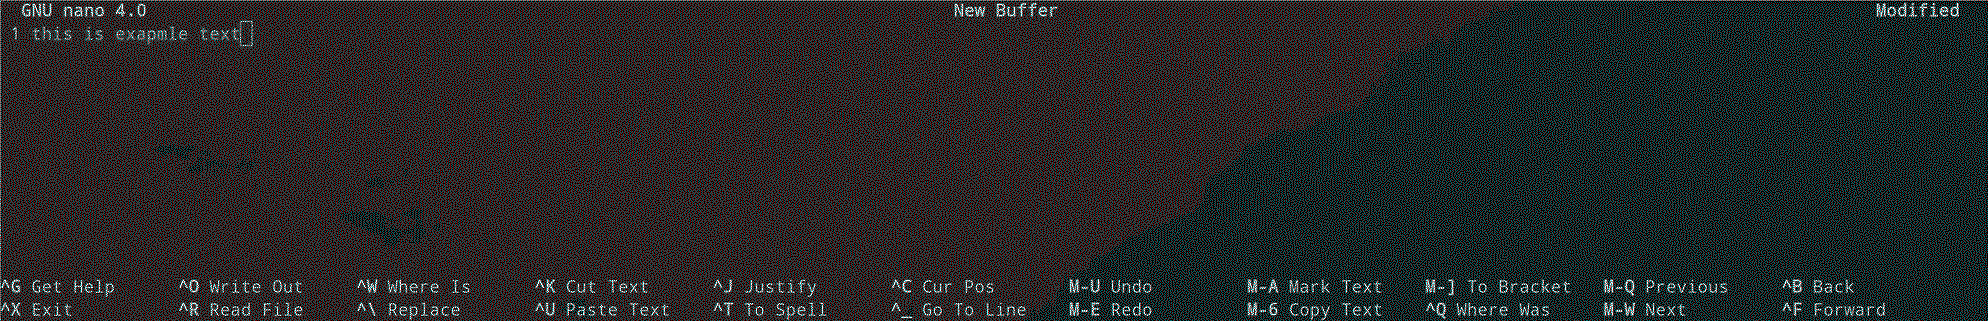 GNU nano 4.0 New Buffer Modified
1 this is exapmle text
^G Get Help ^O Write Out ^W Where Is ^K Cut Text ^J Justify ^C Cur Pos M-U Undo M-A Mark Text M-] To Bracket M-Q Previous ^B Back
^X Exit ^R Read File ^\ Replace ^U Paste Text ^T To Spell ^_ Go To Line M-E Redo M-6 Copy Text ^Q Where Was M-W Next ^F Forward